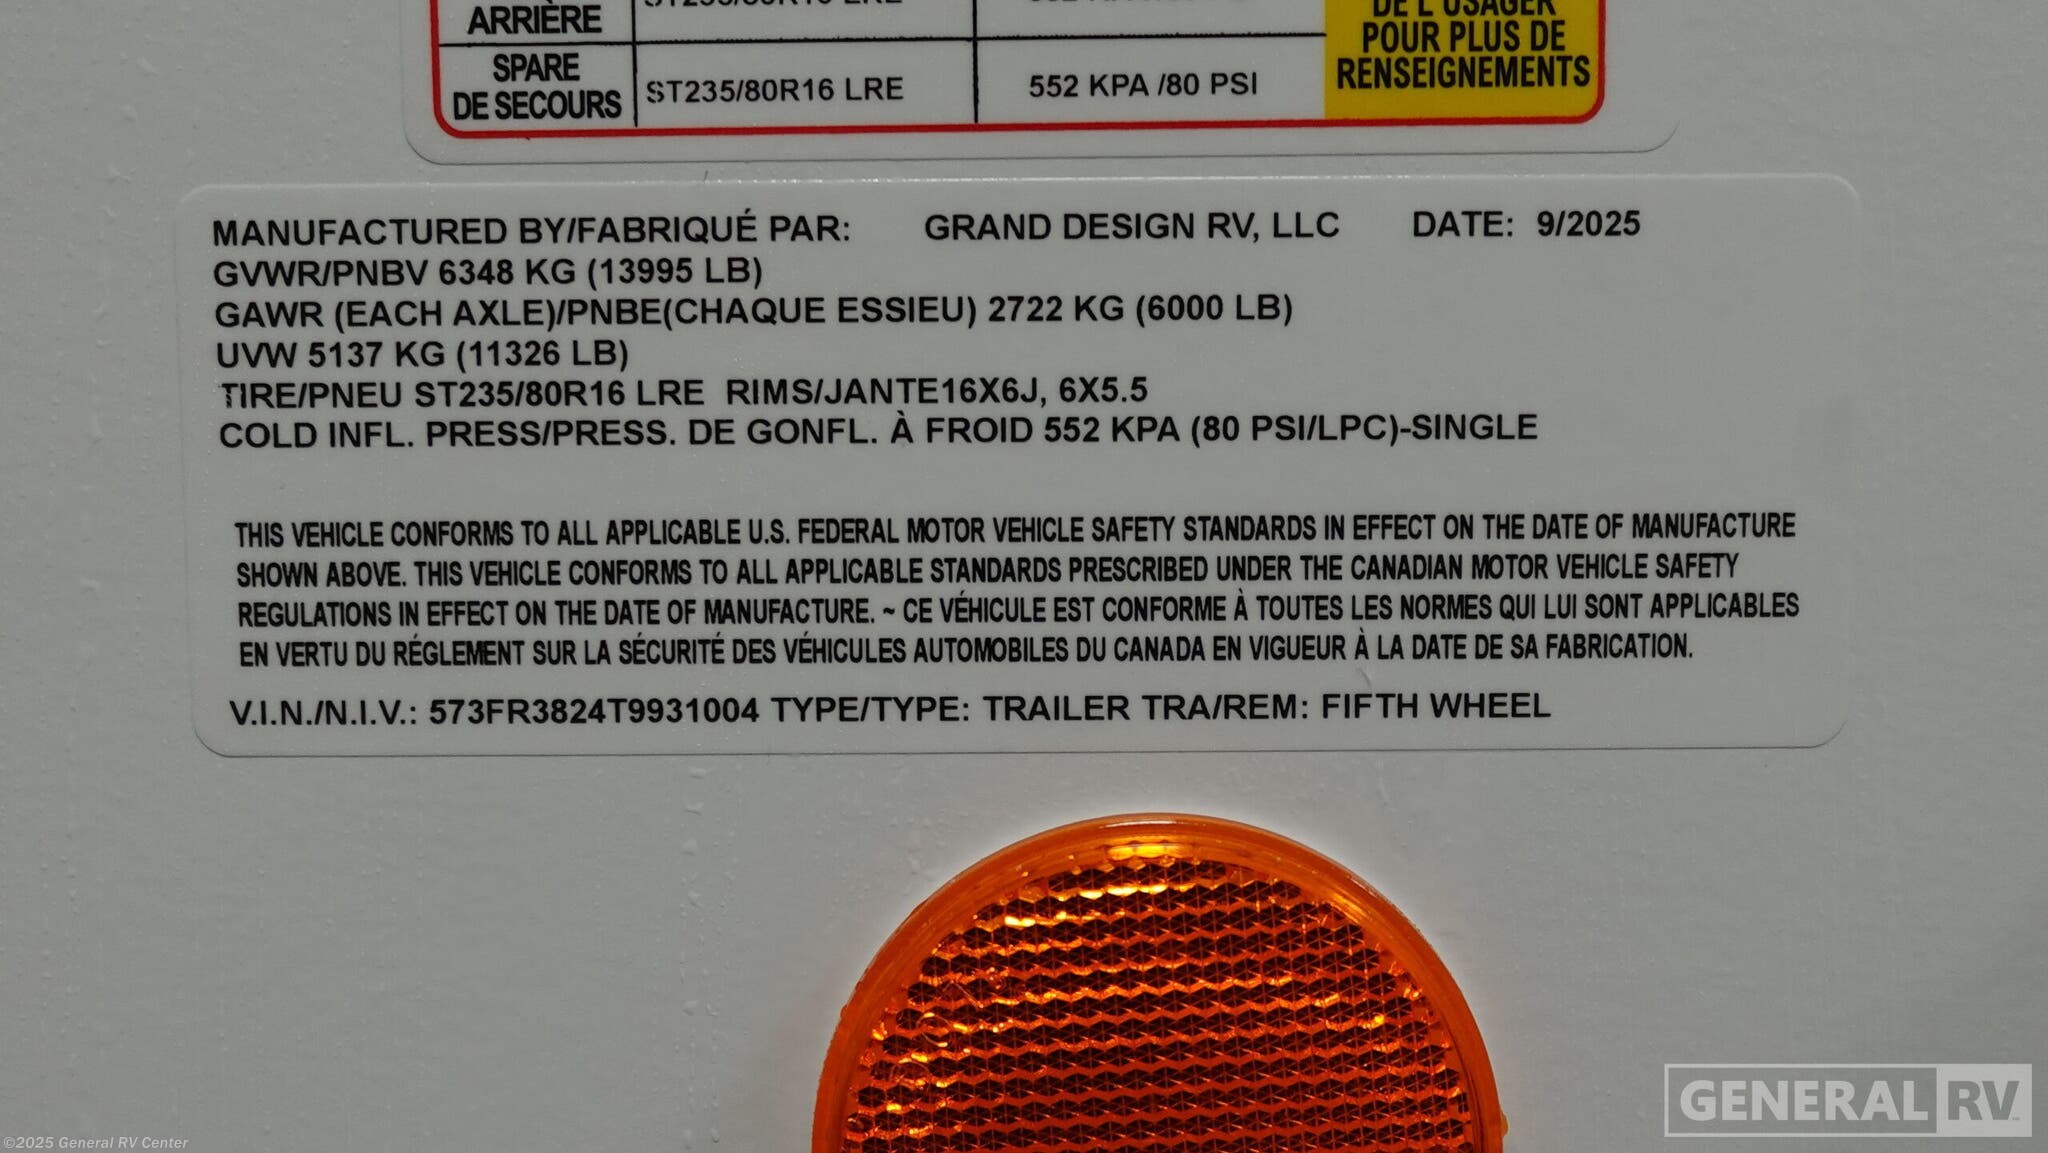 DE L'USAGER
ARRIÈRE
POUR PLUS DE
SPARE
RENSEIGNEMENTS
DE SECOURS ST235/80R16 LRE 552 KPA /80 PSI
MANUFACTURED BY/FABRIQUÉ PAR: GRAND DESIGN RV, LLC DATE: 9/2025
GVWR/PNBV 6348 KG (13995 LB)
GAWR (EACH AXLE)/PNBE(CHAQUE ESSIEU) 2722 KG (6000 LB)
UVW 5137 KG (11326 LB)
TIRE/PNEU ST235/80R16 LRE RIMS/JANTE16X6J, 6X5.5
COLD INFL. PRESS/PRESS. DE GONFL. À FROID 552 KPA (80 PSI/LPC)-SINGLE
THIS VEHICLE CONFORMS TO ALL APPLICABLE U.S. FEDERAL MOTOR VEHICLE SAFETY STANDARDS IN EFFECT ON THE DATE OF MANUFACTURE
SHOWN ABOVE. THIS VEHICLE CONFORMS TO ALL APPLICABLE STANDARDS PRESCRIBED UNDER THE CANADIAN MOTOR VEHICLE SAFETY
REGULATIONS IN EFFECT ON THE DATE OF MANUFACTURE. ~ CE VÉHICULE EST CONFORME À TOUTES LES NORMES QUI LUI SONT APPLICABLES
EN VERTU DU RÉGLEMENT SUR LA SÉCURITÉ DES VÉHICULES AUTOMOBILES DU CANADA EN VIGUEUR À LA DATE DE SA FABRICATION.
V.I.N./N.I.V.: 573FR3824T9931004 TYPE/TYPE: TRAILER TRA/REM: FIFTH WHEEL
GENERAL RV
©2025 General RV Center